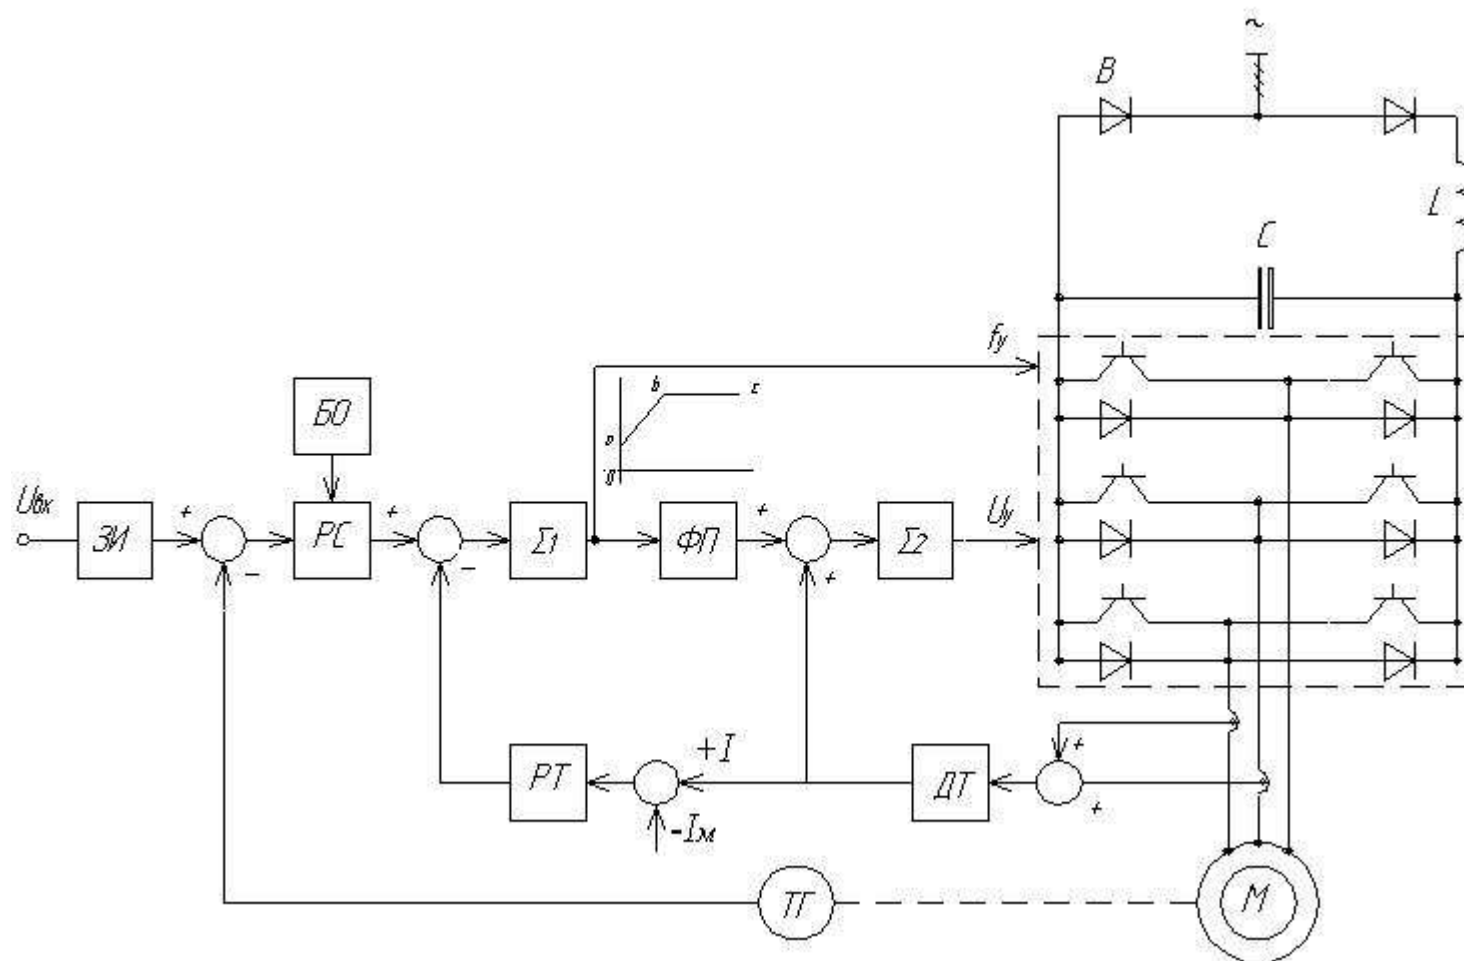 ~
B
L
C
fу
b
c
a
0
БО
Uвх
+
+
+
Uу
ЗИ
РС
Σ1
ФП
Σ2
−
−
+
+I
+
РТ
ДТ
+
-Iм
ТГ
М